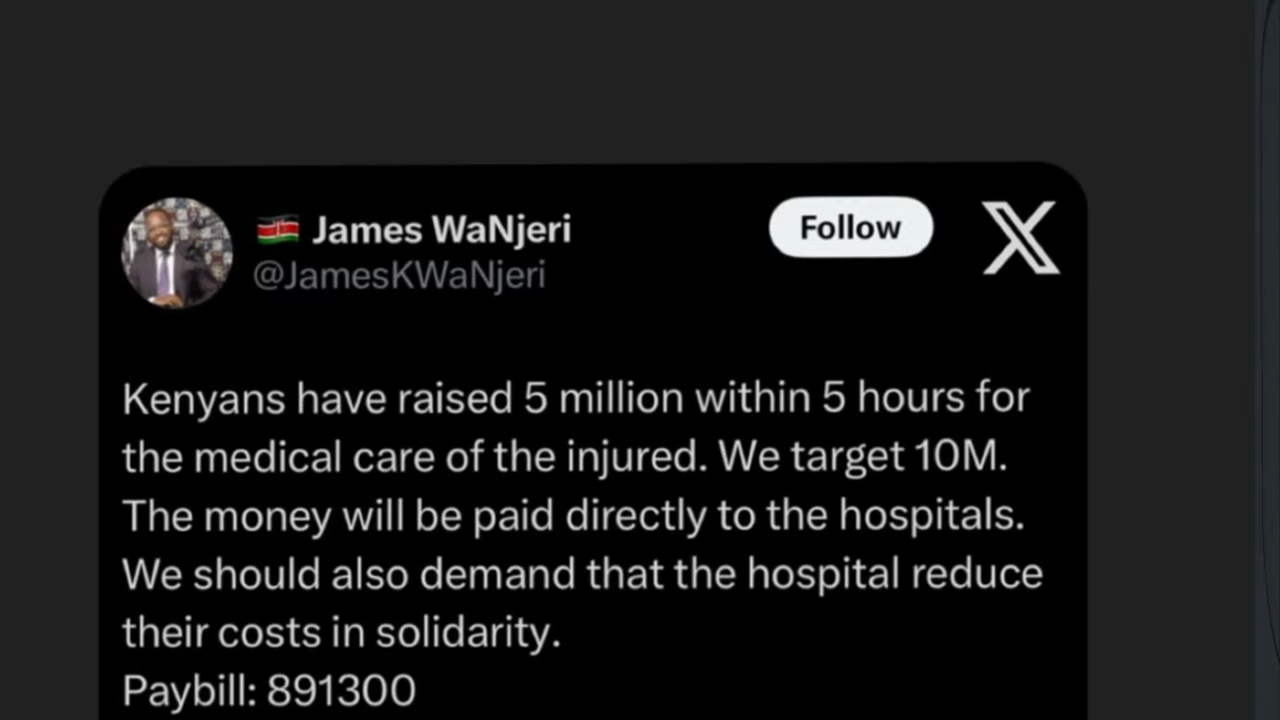 🇰🇪 James WaNjeri
Follow
@JamesKWaNjeri
Kenyans have raised 5 million within 5 hours for
the medical care of the injured. We target 10M.
The money will be paid directly to the hospitals.
We should also demand that the hospital reduce
their costs in solidarity.
Paybill: 891300